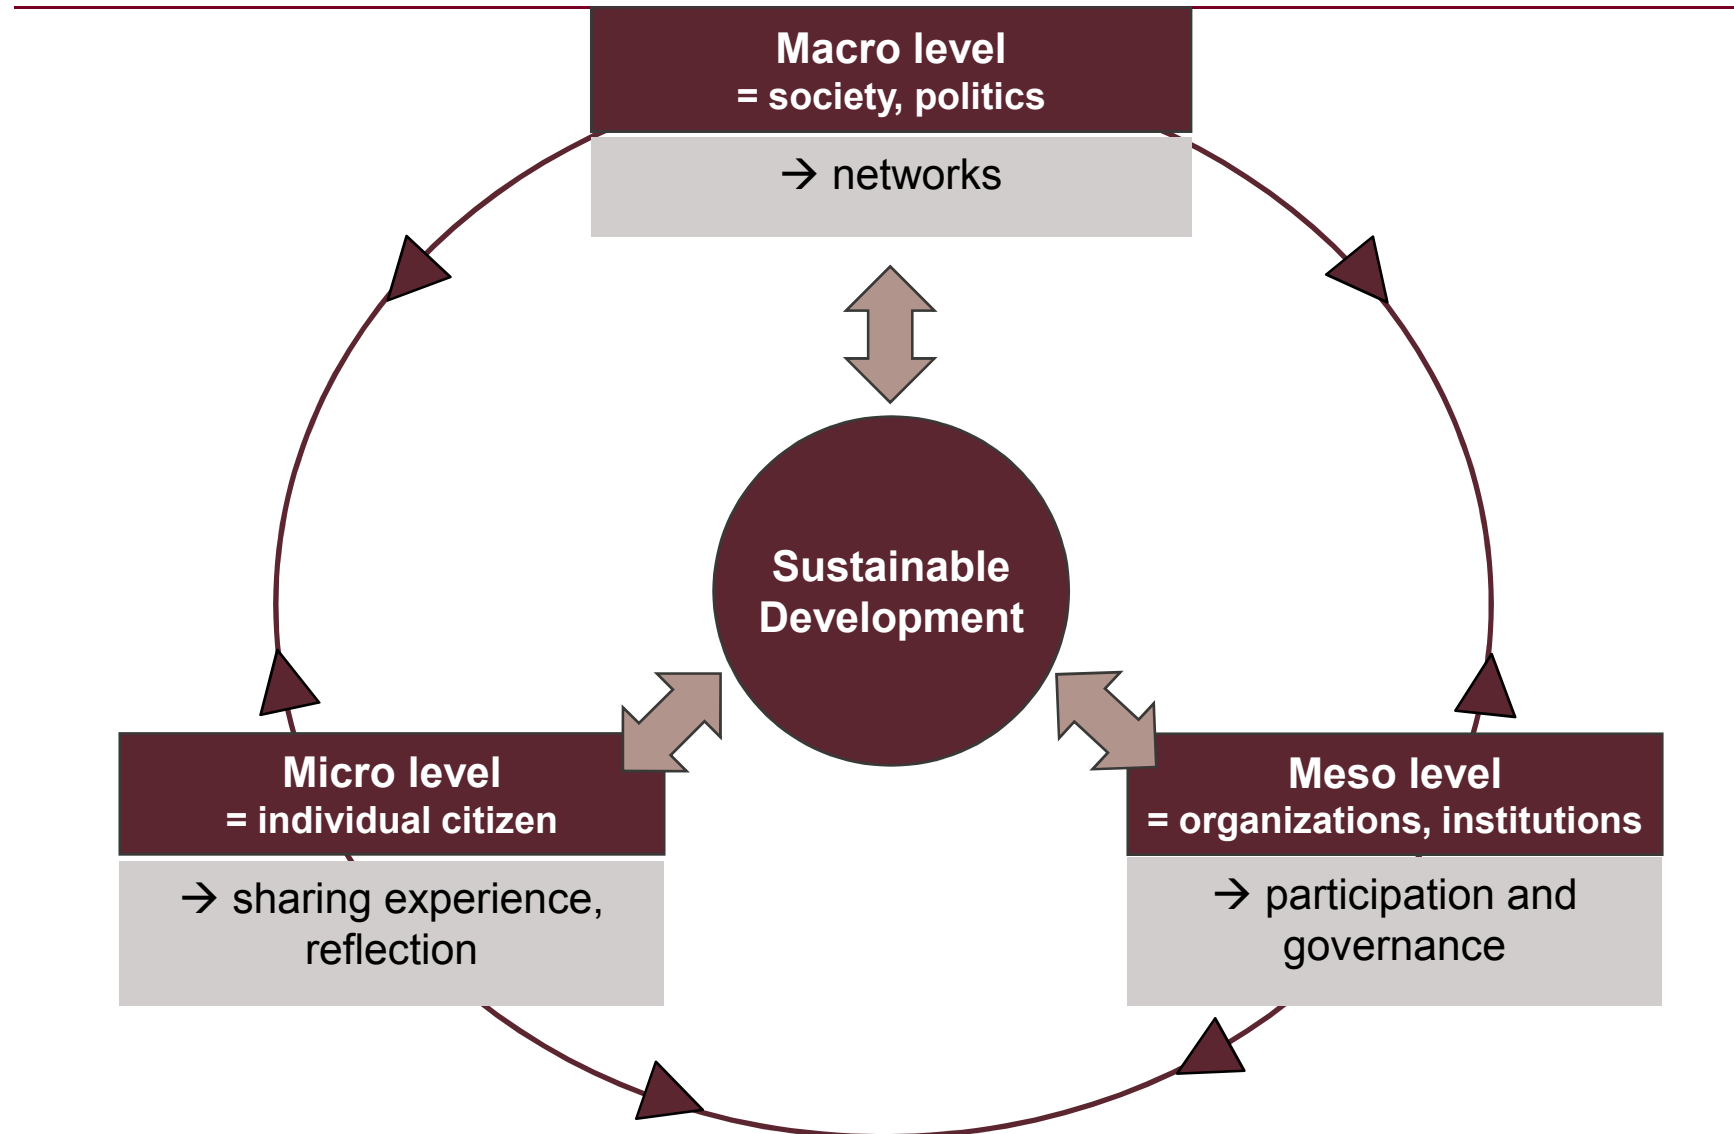 Macro level
= society, politics
→ networks
Sustainable
Development
Micro level
= individual citizen
→ sharing experience,
reflection
Meso level
= organizations, institutions
→ participation and
governance